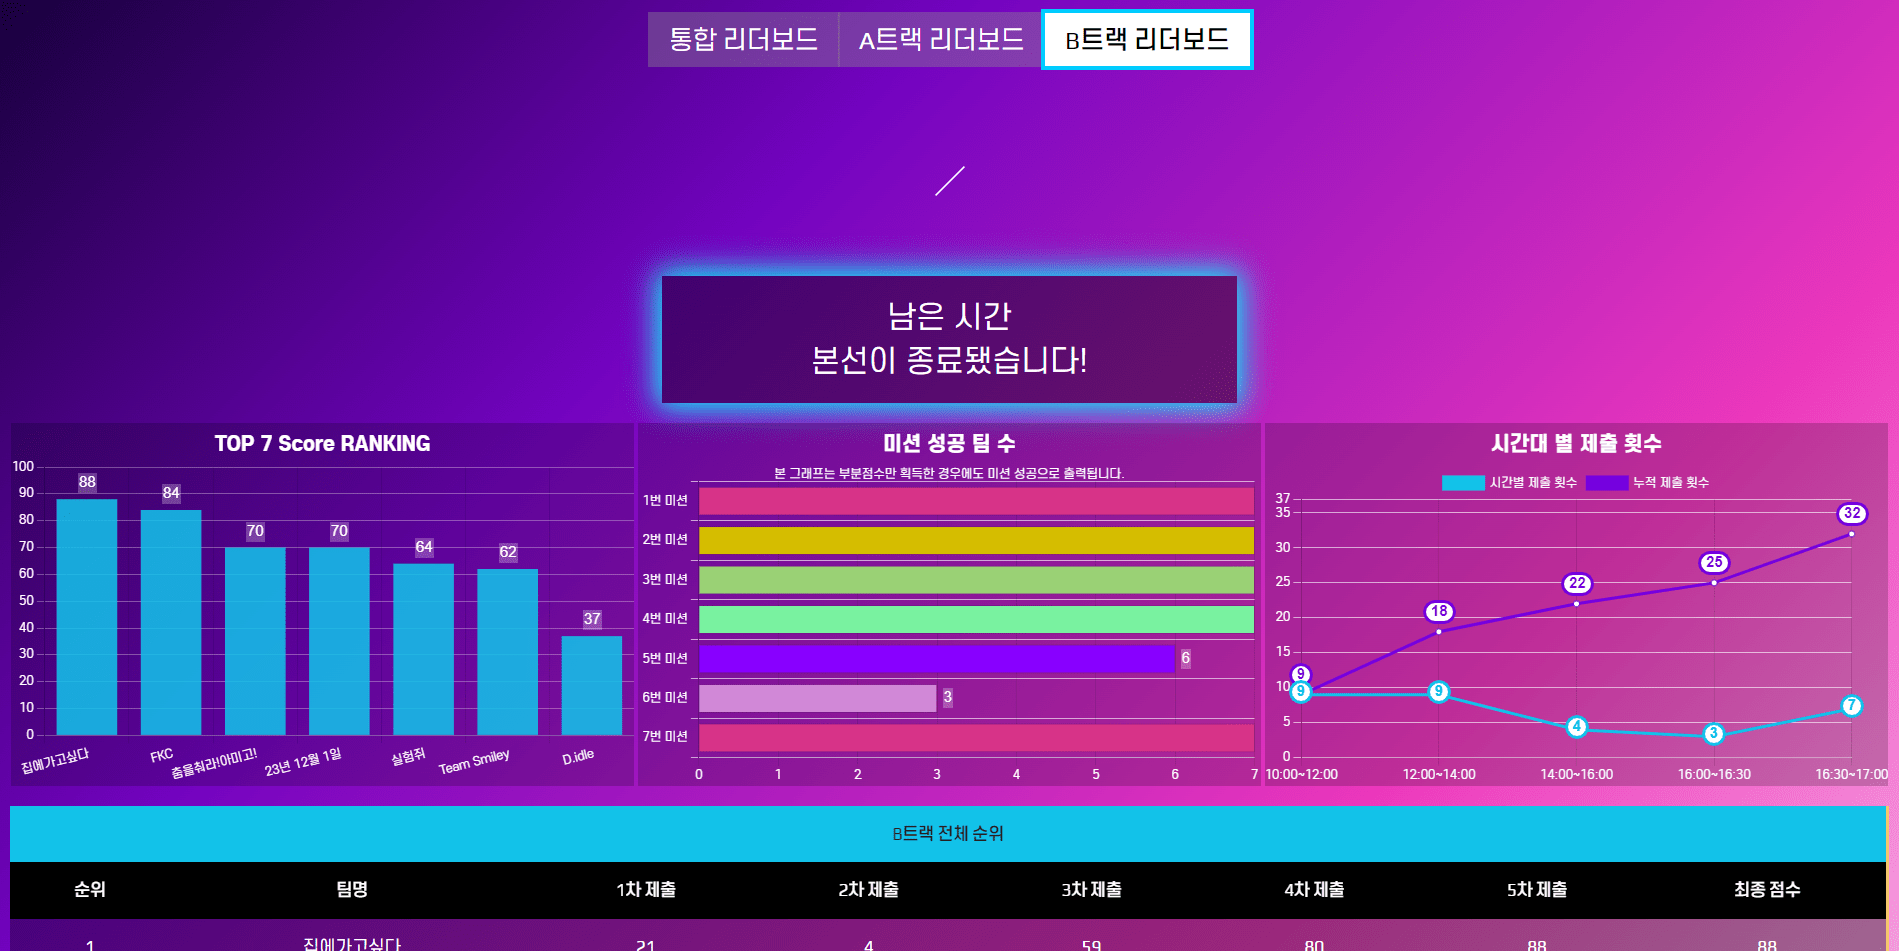 통합 리더보드 A트랙 리더보드 B트랙 리더보드
남은 시간
본선이 종료됐습니다!
TOP 7 Score RANKING
100
90
80
70
60
50
40
30
20
10
0
88
84
70
70
64
62
37
집에가고싶다 FKC 춤을춰라!아미고! 23년 12월 1일 실험쥐 Team Smiley D.idle
미션 성공 팀 수
본 그래프는 부분점수만 획득한 경우에도 미션 성공으로 출력됩니다.
1번 미션
2번 미션
3번 미션
4번 미션
5번 미션 6
6번 미션 3
7번 미션
0 1 2 3 4 5 6 7
시간대 별 제출 횟수
시간별 제출 횟수 누적 제출 횟수
37
35
30
25
20
15
10
5
0
9 18 22 25 32
9 9 4 3 7
10:00~12:00 12:00~14:00 14:00~16:00 16:00~16:30 16:30~17:00
B트랙 전체 순위
순위 팀명 1차 제출 2차 제출 3차 제출 4차 제출 5차 제출 최종 점수
1 집에가고싶다 21 4 59 80 88 88